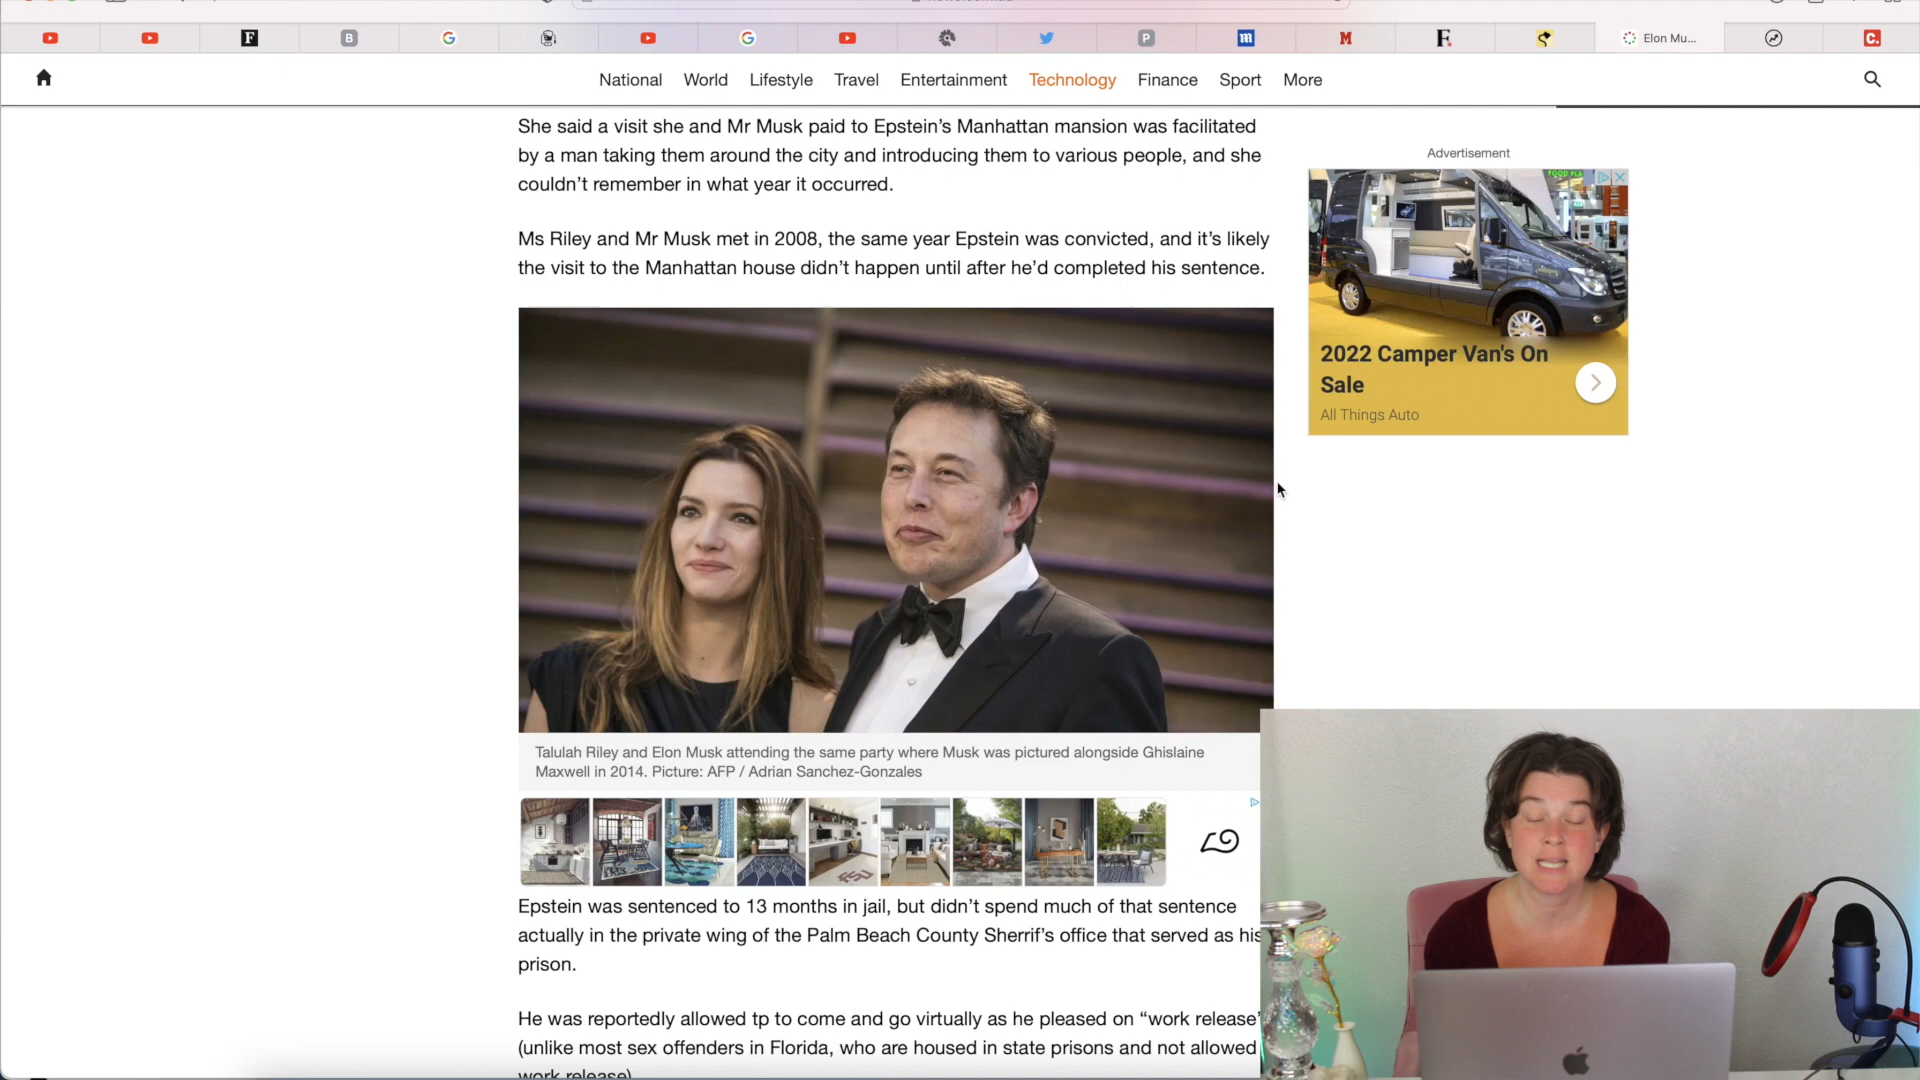 Elon Mu...
National World Lifestyle Travel Entertainment Technology Finance Sport More
She said a visit she and Mr Musk paid to Epstein’s Manhattan mansion was facilitated
by a man taking them around the city and introducing them to various people, and she
couldn’t remember in what year it occurred.
Ms Riley and Mr Musk met in 2008, the same year Epstein was convicted, and it’s likely
the visit to the Manhattan house didn’t happen until after he’d completed his sentence.
Advertisement
FOOD PLA
2022 Camper Van's On
Sale
All Things Auto
Talulah Riley and Elon Musk attending the same party where Musk was pictured alongside Ghislaine
Maxwell in 2014. Picture: AFP / Adrian Sanchez-Gonzales
Epstein was sentenced to 13 months in jail, but didn’t spend much of that sentence
actually in the private wing of the Palm Beach County Sherrif’s office that served as his
prison.
He was reportedly allowed tp to come and go virtually as he pleased on “work release”
(unlike most sex offenders in Florida, who are housed in state prisons and not allowed
work release)